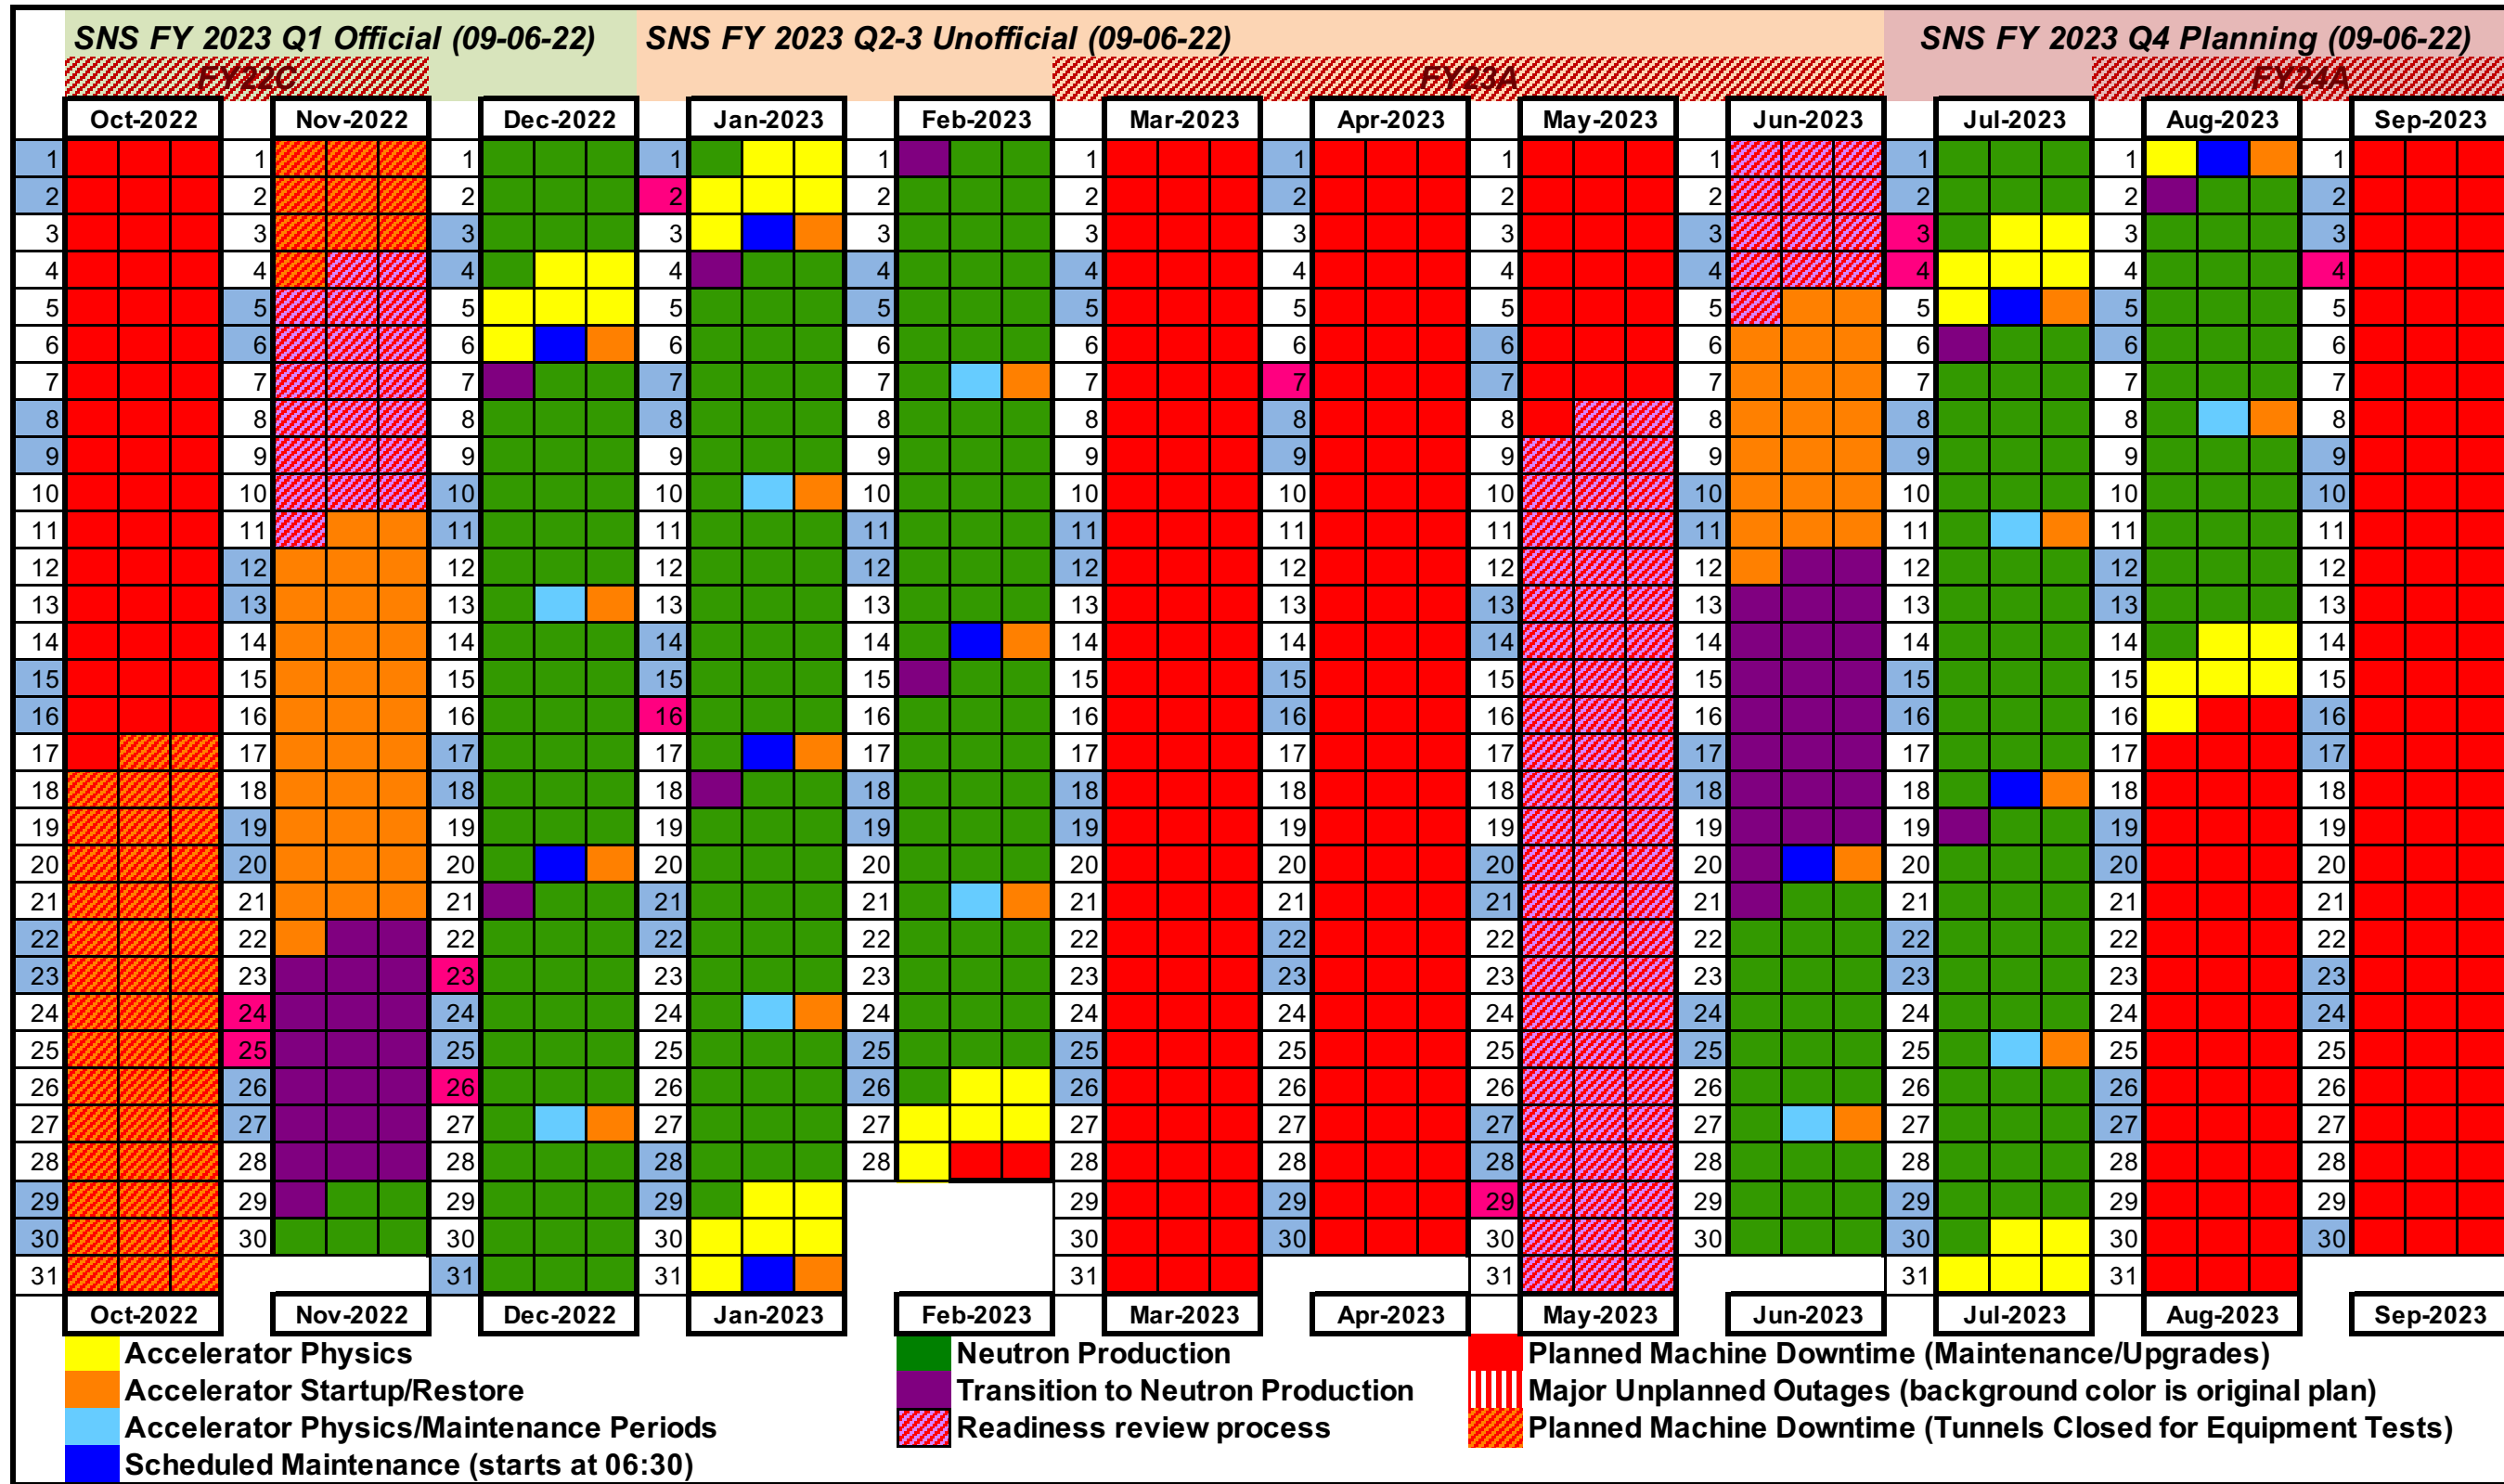 SNS FY 2023 Q1 Official (09-06-22) SNS FY 2023 Q2-3 Unofficial (09-06-22) SNS FY 2023 Q4 Planning (09-06-22)
FY22C FY23A FY24A
Oct-2022 Nov-2022 Dec-2022 Jan-2023 Feb-2023 Mar-2023 Apr-2023 May-2023 Jun-2023 Jul-2023 Aug-2023 Sep-2023
1 1 1 1 1 1 1 1 1 1 1 1
2 2 2 2 2 2 2 2 2 2 2 2
3 3 3 3 3 3 3 3 3 3 3 3
4 4 4 4 4 4 4 4 4 4 4 4
5 5 5 5 5 5 5 5 5 5 5 5
6 6 6 6 6 6 6 6 6 6 6 6
7 7 7 7 7 7 7 7 7 7 7 7
8 8 8 8 8 8 8 8 8 8 8 8
9 9 9 9 9 9 9 9 9 9 9 9
10 10 10 10 10 10 10 10 10 10 10 10
11 11 11 11 11 11 11 11 11 11 11 11
12 12 12 12 12 12 12 12 12 12 12 12
13 13 13 13 13 13 13 13 13 13 13 13
14 14 14 14 14 14 14 14 14 14 14 14
15 15 15 15 15 15 15 15 15 15 15 15
16 16 16 16 16 16 16 16 16 16 16 16
17 17 17 17 17 17 17 17 17 17 17 17
18 18 18 18 18 18 18 18 18 18 18 18
19 19 19 19 19 19 19 19 19 19 19 19
20 20 20 20 20 20 20 20 20 20 20 20
21 21 21 21 21 21 21 21 21 21 21 21
22 22 22 22 22 22 22 22 22 22 22 22
23 23 23 23 23 23 23 23 23 23 23 23
24 24 24 24 24 24 24 24 24 24 24 24
25 25 25 25 25 25 25 25 25 25 25 25
26 26 26 26 26 26 26 26 26 26 26 26
27 27 27 27 27 27 27 27 27 27 27 27
28 28 28 28 28 28 28 28 28 28 28 28
29 29 29 29 29 29 29 29 29 29 29
30 30 30 30 30 30 30 30 30 30 30
31 31 31 31 31 31 31
Oct-2022 Nov-2022 Dec-2022 Jan-2023 Feb-2023 Mar-2023 Apr-2023 May-2023 Jun-2023 Jul-2023 Aug-2023 Sep-2023
Accelerator Physics Neutron Production Planned Machine Downtime (Maintenance/Upgrades)
Accelerator Startup/Restore Transition to Neutron Production Major Unplanned Outages (background color is original plan)
Accelerator Physics/Maintenance Periods Readiness review process Planned Machine Downtime (Tunnels Closed for Equipment Tests)
Scheduled Maintenance (starts at 06:30)